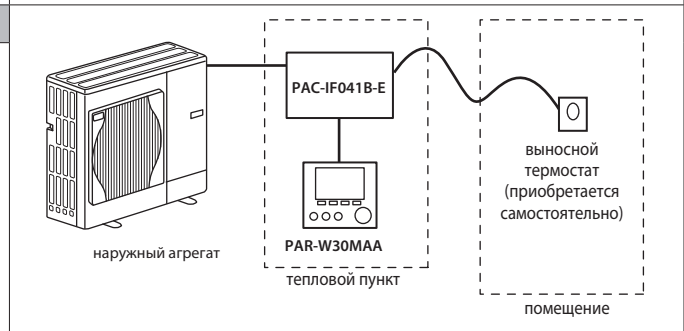 PAC-IF041B-E
выносной
термостат
(приобретается
самостоятельно)
PAR-W30MAA
наружный агрегат
тепловой пункт
помещение